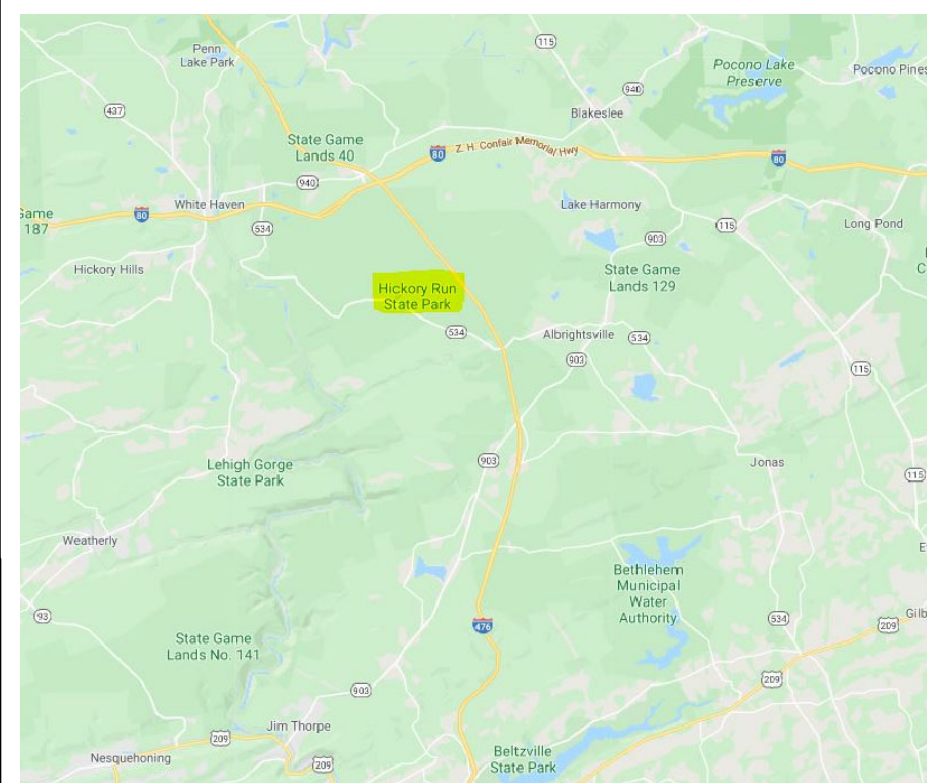 Penn
Lake Park
115
Pocono Lake
Preserve
Pocono Pines
940
437
Blakeslee
State Game
Lands 40
80
Z. H. Confair Memorial Hwy
80
940
White Haven
Lake Harmony
Game
187
80
534
115
Long Pond
903
Hickory Hills
State Game
Lands 129
C
Hickory Run
State Park
534
Albrightsville
534
903
115
903
Jonas
Lehigh Gorge
State Park
115
Weatherly
E
Bethlehem
Municipal
Water
Authority
93
476
534
209
Gilb
State Game
Lands No. 141
209
903
Jim Thorpe
209
Beltzville
State Park
Nesquehoning
209